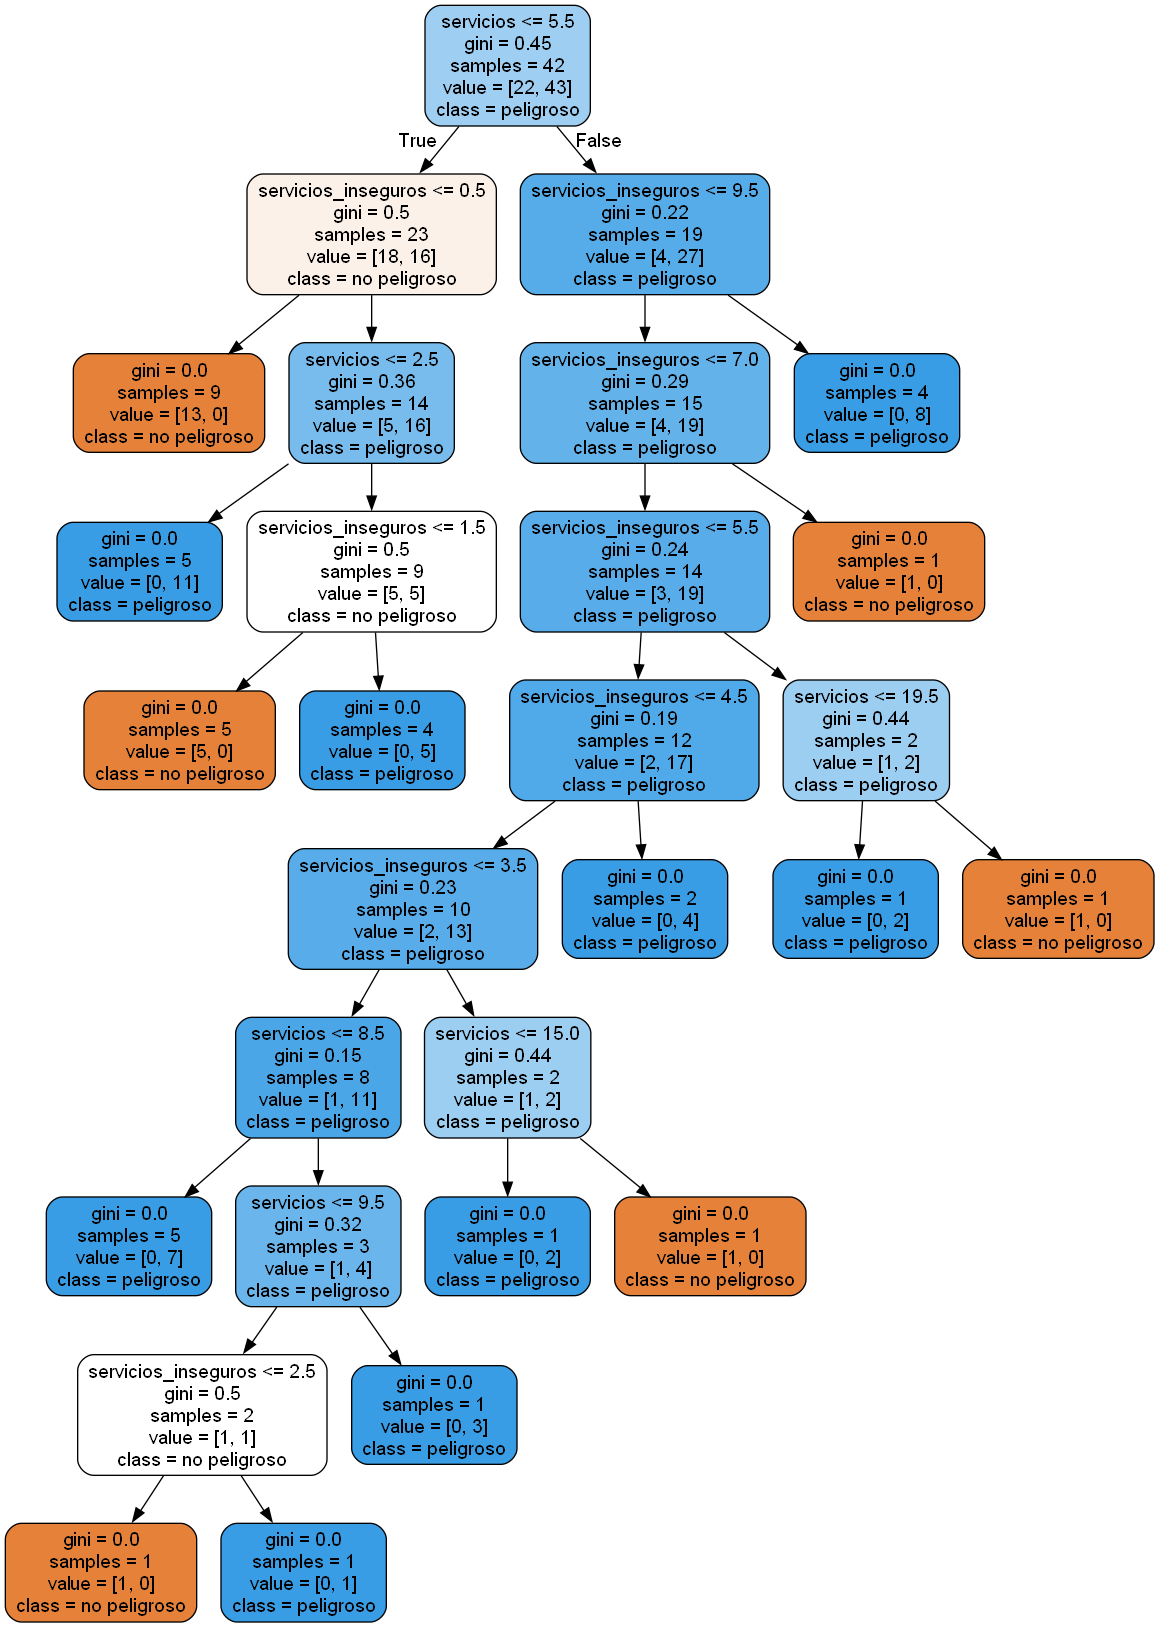 servicios <= 5.5
gini = 0.45
samples = 42
value = [22, 43]
class = peligroso
True
False
servicios_inseguros <= 0.5
gini = 0.5
samples = 23
value = [18, 16]
class = no peligroso
servicios_inseguros <= 9.5
gini = 0.22
samples = 19
value = [4, 27]
class = peligroso
gini = 0.0
samples = 9
value = [13, 0]
class = no peligroso
servicios <= 2.5
gini = 0.36
samples = 14
value = [5, 16]
class = peligroso
servicios_inseguros <= 7.0
gini = 0.29
samples = 15
value = [4, 19]
class = peligroso
gini = 0.0
samples = 4
value = [0, 8]
class = peligroso
gini = 0.0
samples = 5
value = [0, 11]
class = peligroso
servicios_inseguros <= 1.5
gini = 0.5
samples = 9
value = [5, 5]
class = no peligroso
servicios_inseguros <= 5.5
gini = 0.24
samples = 14
value = [3, 19]
class = peligroso
gini = 0.0
samples = 1
value = [1, 0]
class = no peligroso
gini = 0.0
samples = 5
value = [5, 0]
class = no peligroso
gini = 0.0
samples = 4
value = [0, 5]
class = peligroso
servicios_inseguros <= 4.5
gini = 0.19
samples = 12
value = [2, 17]
class = peligroso
servicios <= 19.5
gini = 0.44
samples = 2
value = [1, 2]
class = peligroso
servicios_inseguros <= 3.5
gini = 0.23
samples = 10
value = [2, 13]
class = peligroso
gini = 0.0
samples = 2
value = [0, 4]
class = peligroso
gini = 0.0
samples = 1
value = [0, 2]
class = peligroso
gini = 0.0
samples = 1
value = [1, 0]
class = no peligroso
servicios <= 8.5
gini = 0.15
samples = 8
value = [1, 11]
class = peligroso
servicios <= 15.0
gini = 0.44
samples = 2
value = [1, 2]
class = peligroso
gini = 0.0
samples = 5
value = [0, 7]
class = peligroso
servicios <= 9.5
gini = 0.32
samples = 3
value = [1, 4]
class = peligroso
gini = 0.0
samples = 1
value = [0, 2]
class = peligroso
gini = 0.0
samples = 1
value = [1, 0]
class = no peligroso
servicios_inseguros <= 2.5
gini = 0.5
samples = 2
value = [1, 1]
class = no peligroso
gini = 0.0
samples = 1
value = [0, 3]
class = peligroso
gini = 0.0
samples = 1
value = [1, 0]
class = no peligroso
gini = 0.0
samples = 1
value = [0, 1]
class = peligroso